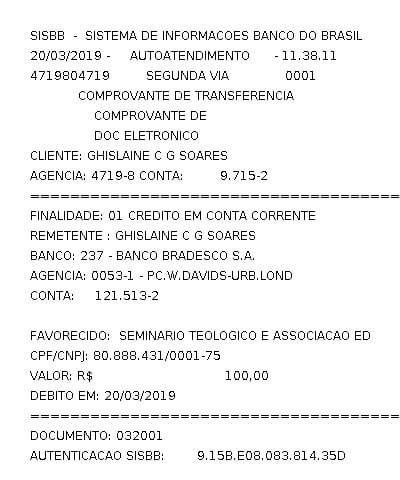 SISBB - SISTEMA DE INFORMACOES BANCO DO BRASIL
20/03/2019 - AUTOATENDIMENTO - 11.38.11
4719804719 SEGUNDA VIA 0001
COMPROVANTE DE TRANSFERENCIA
COMPROVANTE DE
DOC ELETRONICO
CLIENTE: GHISLAINE C G SOARES
AGENCIA: 4719-8 CONTA: 9.715-2
=====================================
FINALIDADE: 01 CREDITO EM CONTA CORRENTE
REMETENTE : GHISLAINE C G SOARES
BANCO: 237 - BANCO BRADESCO S.A.
AGENCIA: 0053-1 - PC.W.DAVIDS-URB.LOND
CONTA: 121.513-2
FAVORECIDO: SEMINARIO TEOLOGICO E ASSOCIACAO ED
CPF/CNPJ: 80.888.431/0001-75
VALOR: R$ 100,00
DEBITO EM: 20/03/2019
=====================================
DOCUMENTO: 032001
AUTENTICACAO SISBB: 9.15B.E08.083.814.35D